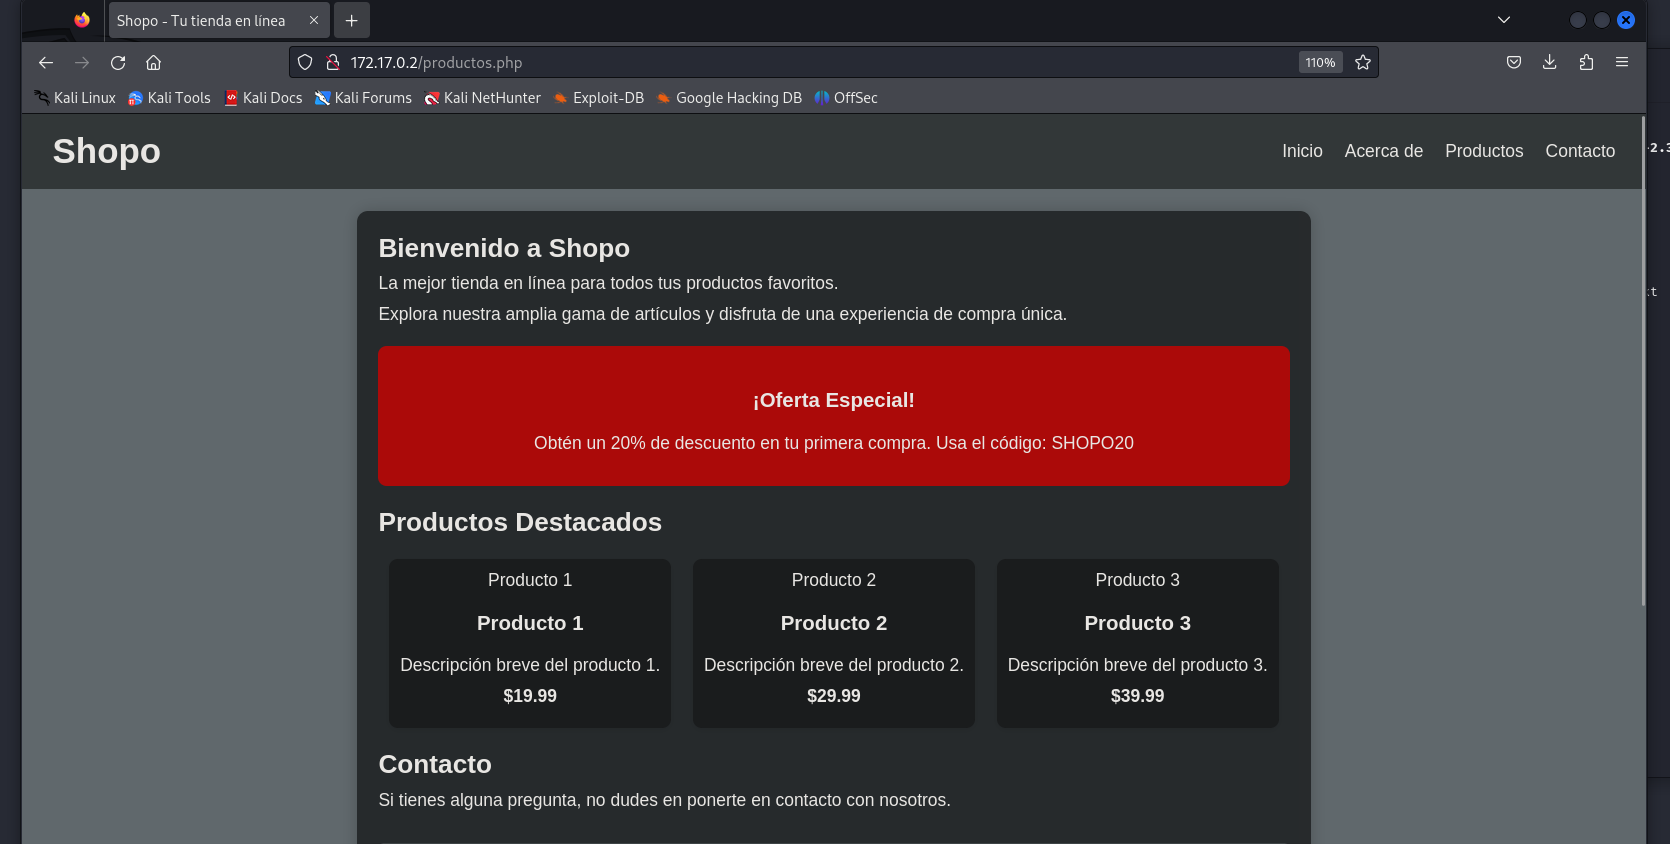 Shopo - Tu tienda en línea
172.17.0.2/productos.php
110%
Kali Linux Kali Tools Kali Docs Kali Forums Kali NetHunter Exploit-DB Google Hacking DB OffSec
Shopo
Inicio Acerca de Productos Contacto
Bienvenido a Shopo
La mejor tienda en línea para todos tus productos favoritos.
Explora nuestra amplia gama de artículos y disfruta de una experiencia de compra única.
¡Oferta Especial!
Obtén un 20% de descuento en tu primera compra. Usa el código: SHOPO20
Productos Destacados
Producto 1
Producto 1
Descripción breve del producto 1.
$19.99
Producto 2
Producto 2
Descripción breve del producto 2.
$29.99
Producto 3
Producto 3
Descripción breve del producto 3.
$39.99
Contacto
Si tienes alguna pregunta, no dudes en ponerte en contacto con nosotros.